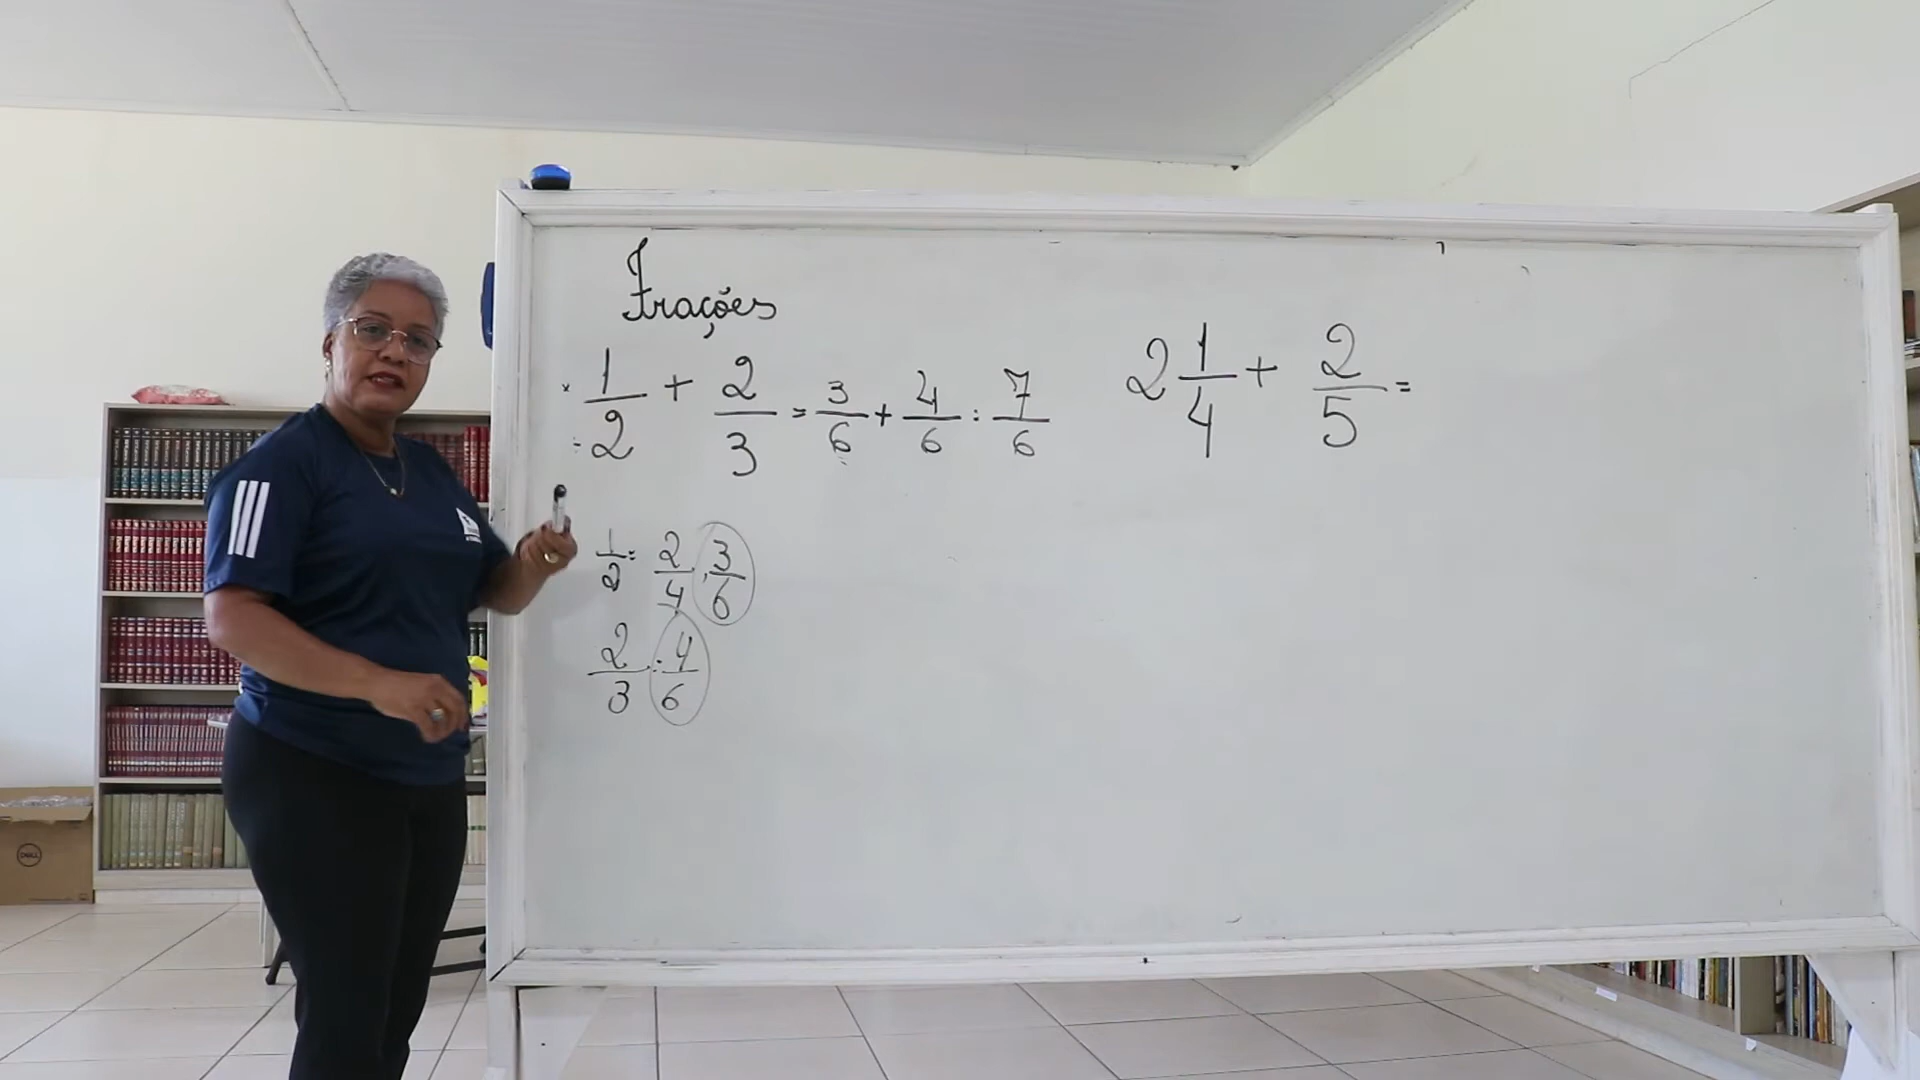 Frações
1/2 + 2/3 = 3/6 + 4/6 : 7/6
2 1/4 + 2/5 =
1/2 = 2/4, 3/6
2/3 : 4/6
DELL